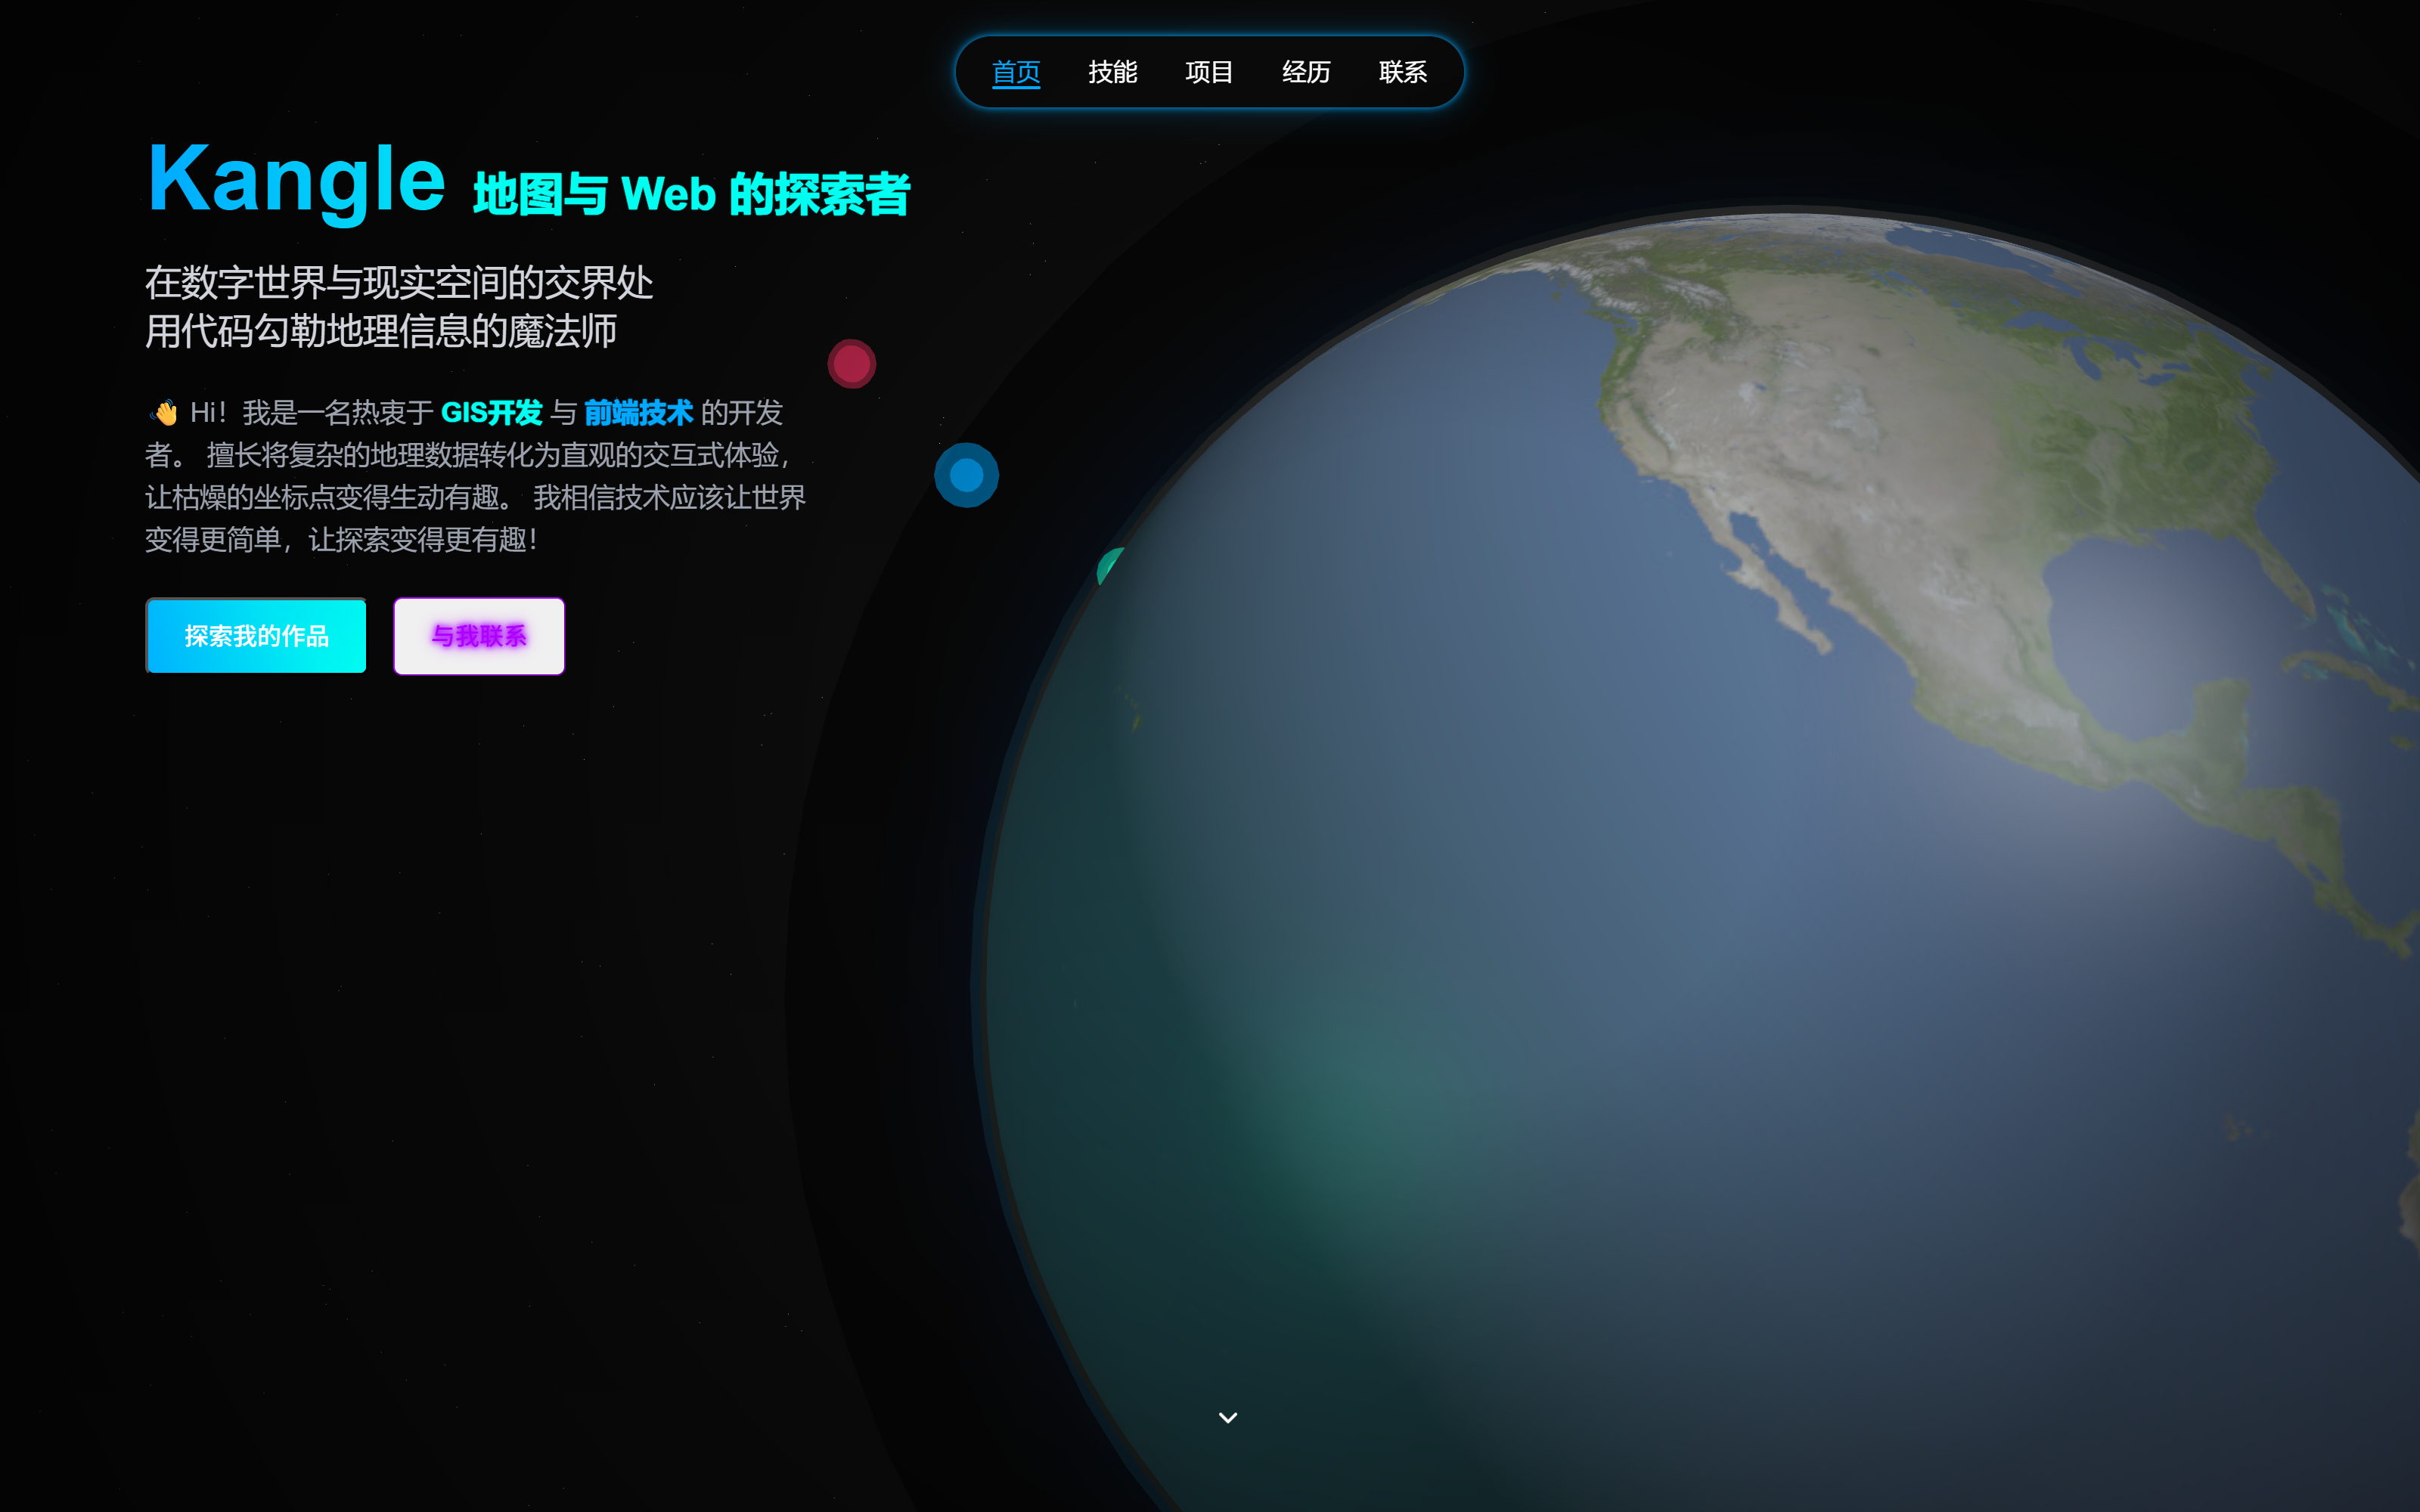 首页 技能 项目 经历 联系
Kangle 地图与 Web 的探索者
在数字世界与现实空间的交界处
用代码勾勒地理信息的魔法师
👋 Hi！我是一名热衷于 GIS开发 与 前端技术 的开发
者。 擅长将复杂的地理数据转化为直观的交互式体验，
让枯燥的坐标点变得生动有趣。 我相信技术应该让世界
变得更简单，让探索变得更有趣！
探索我的作品 与我联系